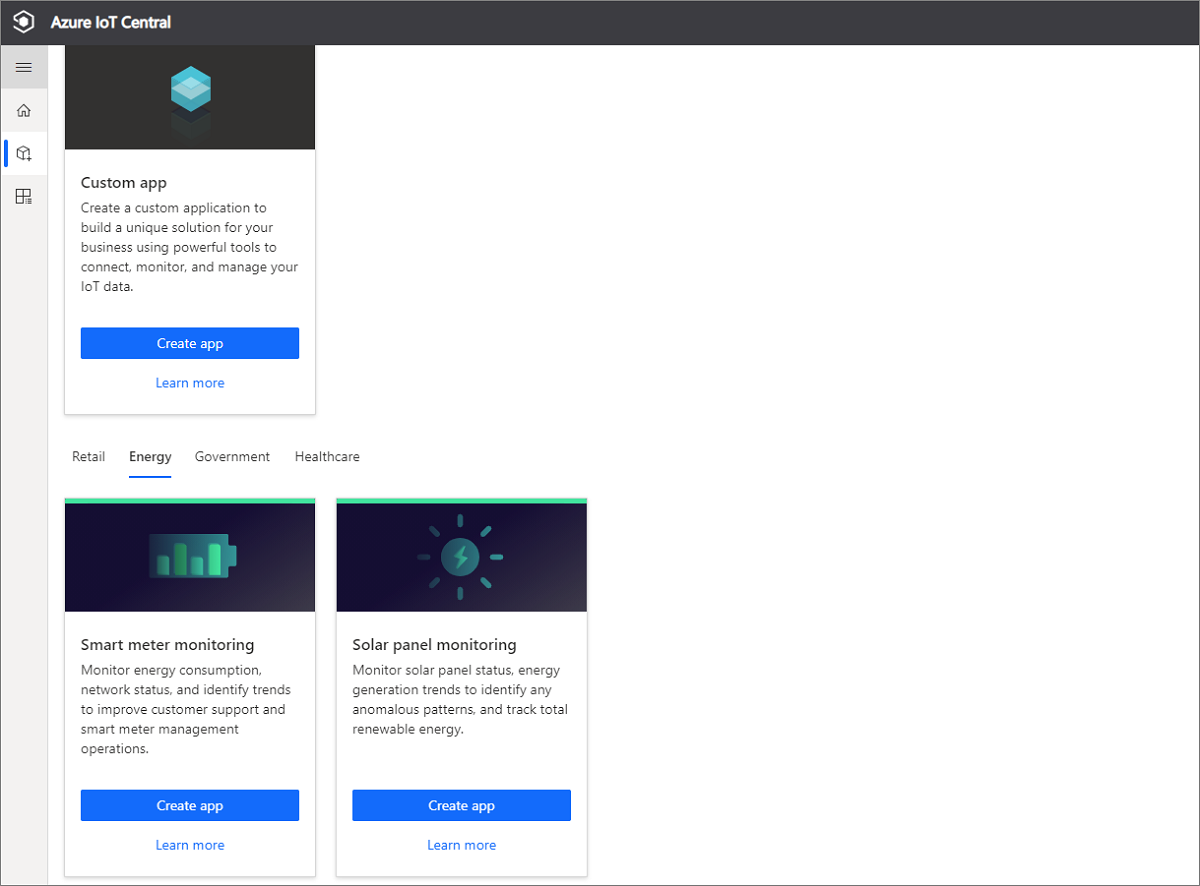 Azure IoT Central
Custom app
Create a custom application to
build a unique solution for your
business using powerful tools to
connect, monitor, and manage your
IoT data.
Create app
Learn more
Retail Energy Government Healthcare
Smart meter monitoring
Monitor energy consumption,
network status, and identify trends
to improve customer support and
smart meter management
operations.
Create app
Learn more
Solar panel monitoring
Monitor solar panel status, energy
generation trends to identify any
anomalous patterns, and track total
renewable energy.
Create app
Learn more